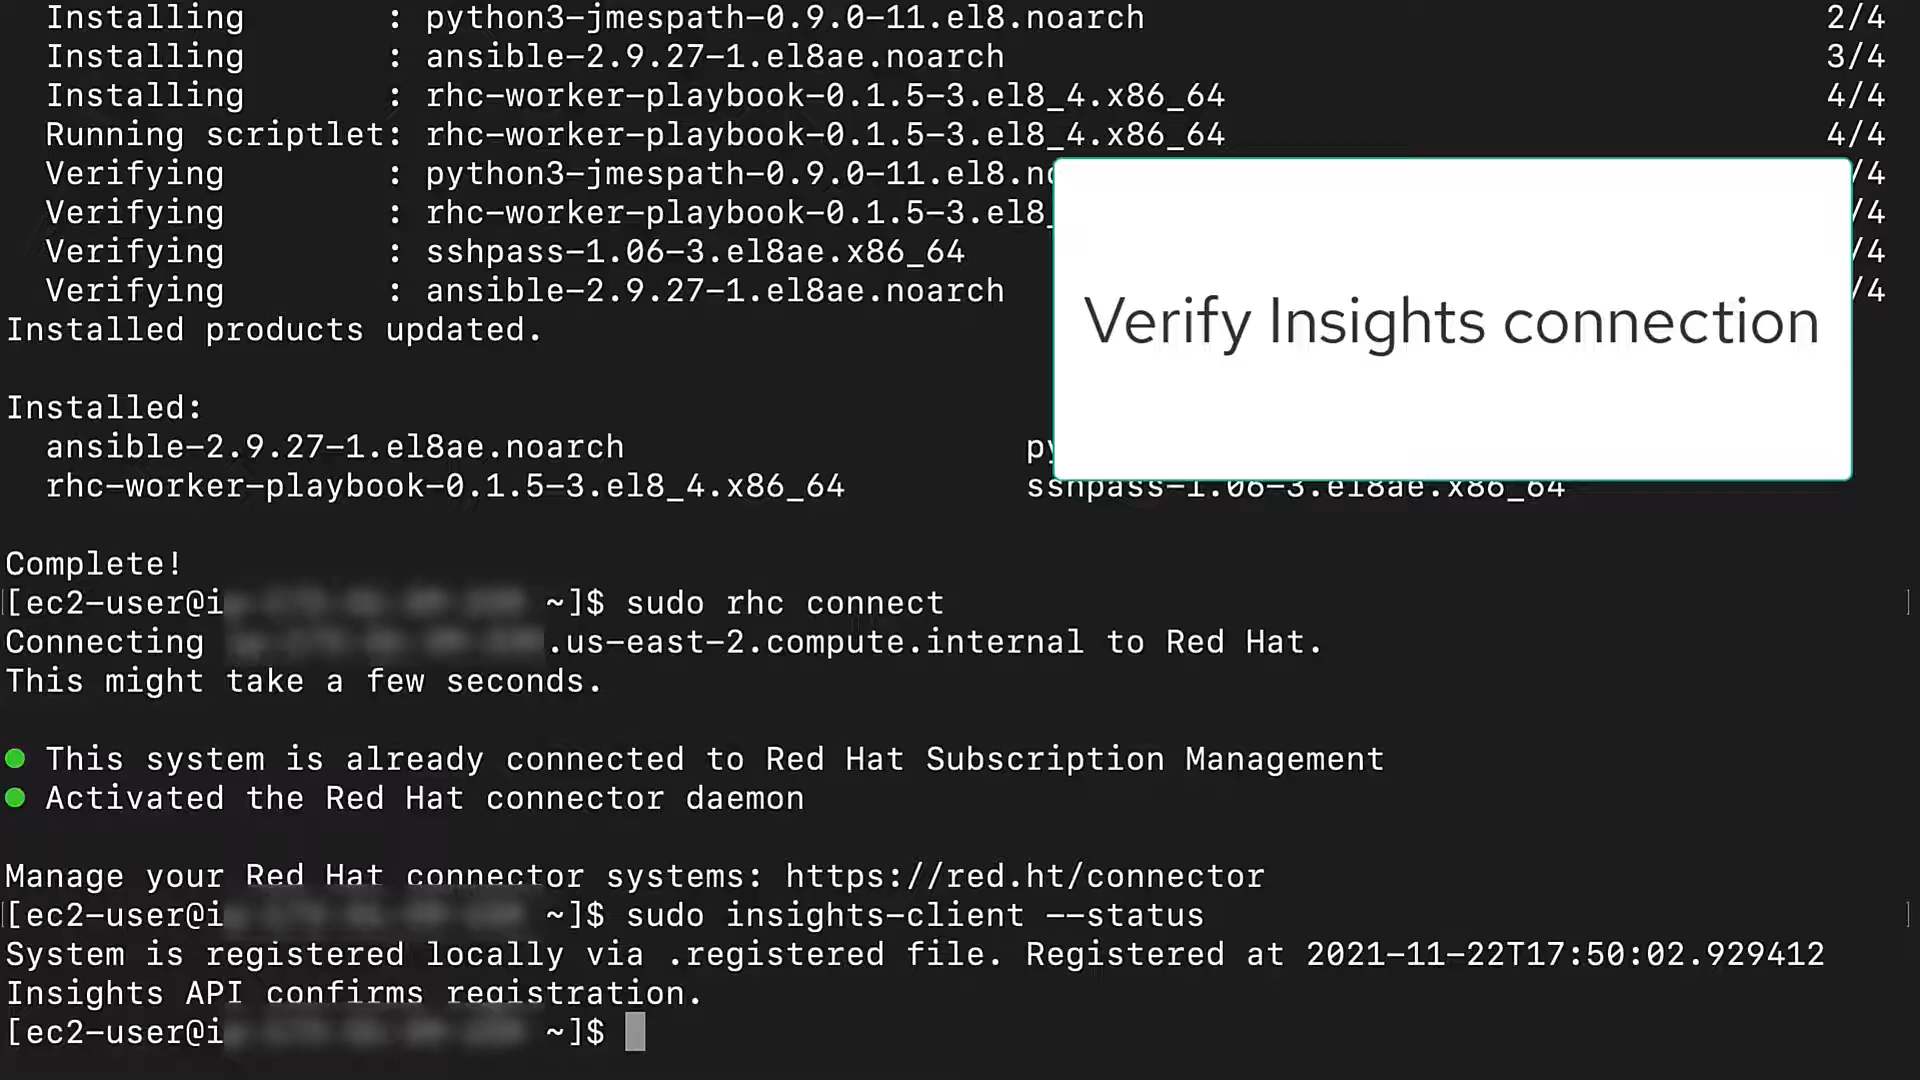 Installing : python3-jmespath-0.9.0-11.el8.noarch 2/4
Installing : ansible-2.9.27-1.el8ae.noarch 3/4
Installing : rhc-worker-playbook-0.1.5-3.el8_4.x86_64 4/4
Running scriptlet: rhc-worker-playbook-0.1.5-3.el8_4.x86_64 4/4
Verifying : python3-jmespath-0.9.0-11.el8.no /4
Verifying : rhc-worker-playbook-0.1.5-3.el8_ /4
Verifying : sshpass-1.06-3.el8ae.x86_64 /4
Verifying : ansible-2.9.27-1.el8ae.noarch /4
Verify Insights connection
Installed products updated.
Installed:
ansible-2.9.27-1.el8ae.noarch py
rhc-worker-playbook-0.1.5-3.el8_4.x86_64 sshpass-1.06-3.el8ae.x86_64
Complete!
[ec2-user@i ~]$ sudo rhc connect ]
Connecting .us-east-2.compute.internal to Red Hat.
This might take a few seconds.
● This system is already connected to Red Hat Subscription Management
● Activated the Red Hat connector daemon
Manage your Red Hat connector systems: https://red.ht/connector
[ec2-user@i ~]$ sudo insights-client --status ]
System is registered locally via .registered file. Registered at 2021-11-22T17:50:02.929412
Insights API confirms registration.
[ec2-user@i ~]$